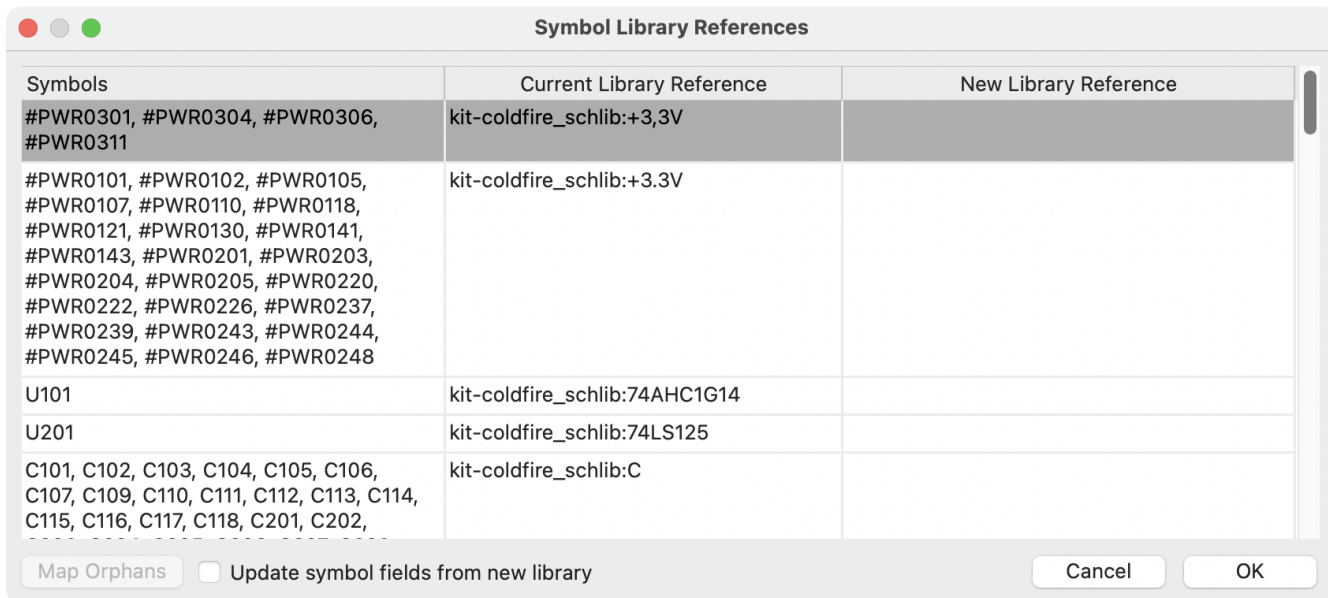 Symbol Library References
Symbols Current Library Reference New Library Reference
#PWR0301, #PWR0304, #PWR0306, kit-coldfire_schlib:+3,3V
#PWR0311
#PWR0101, #PWR0102, #PWR0105, kit-coldfire_schlib:+3.3V
#PWR0107, #PWR0110, #PWR0118,
#PWR0121, #PWR0130, #PWR0141,
#PWR0143, #PWR0201, #PWR0203,
#PWR0204, #PWR0205, #PWR0220,
#PWR0222, #PWR0226, #PWR0237,
#PWR0239, #PWR0243, #PWR0244,
#PWR0245, #PWR0246, #PWR0248
U101 kit-coldfire_schlib:74AHC1G14
U201 kit-coldfire_schlib:74LS125
C101, C102, C103, C104, C105, C106, kit-coldfire_schlib:C
C107, C109, C110, C111, C112, C113, C114,
C115, C116, C117, C118, C201, C202,
Map Orphans Update symbol fields from new library Cancel OK